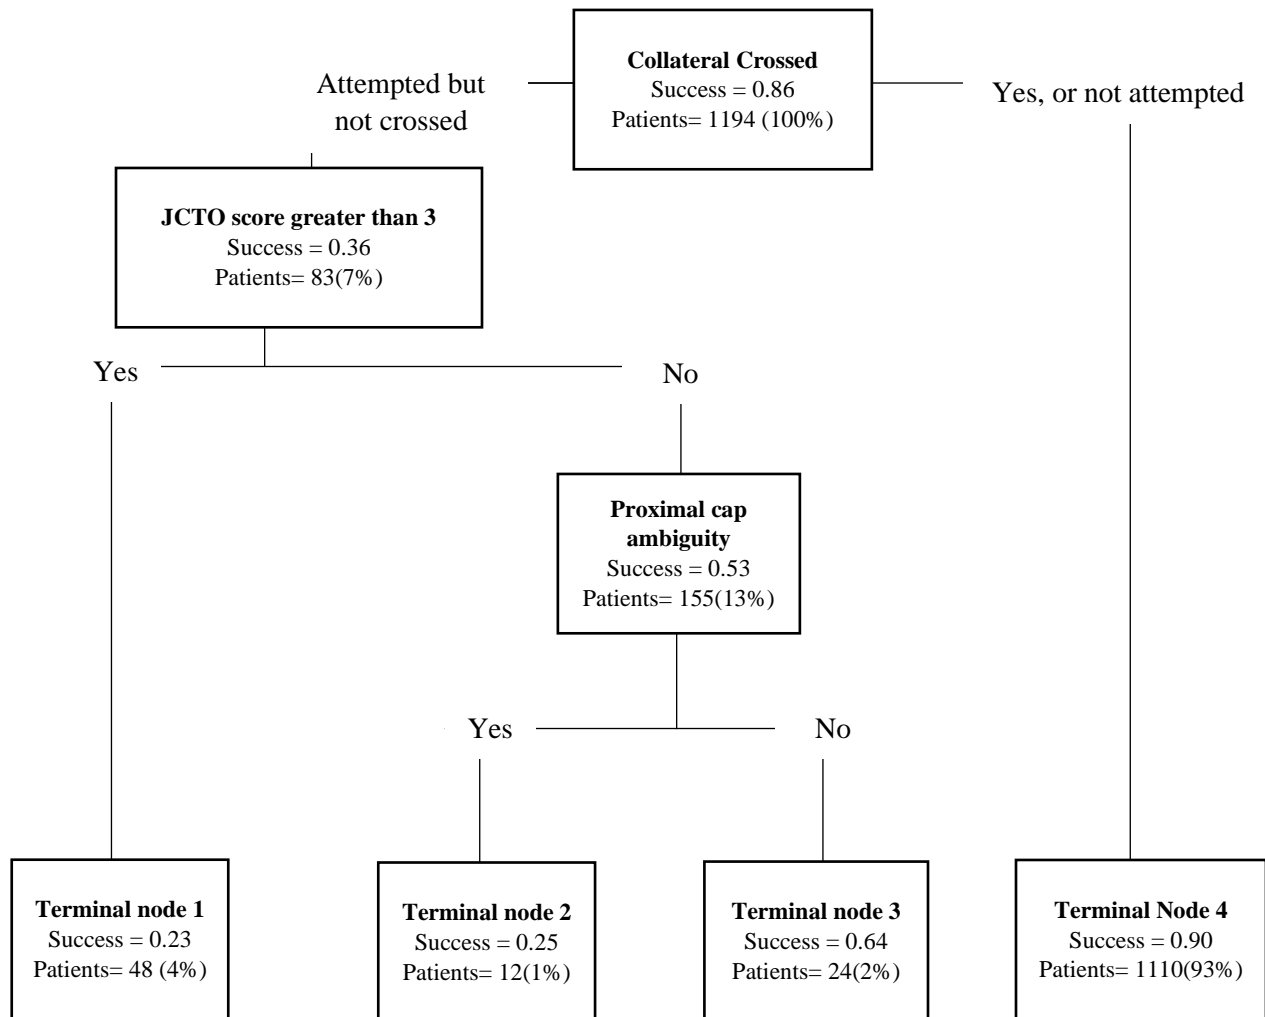 Collateral Crossed
Success = 0.86
Patients= 1194 (100%)
Attempted but
not crossed
Yes, or not attempted
JCTO score greater than 3
Success = 0.36
Patients= 83(7%)
Yes
No
Proximal cap
ambiguity
Success = 0.53
Patients= 155(13%)
Yes
No
Terminal node 1
Success = 0.23
Patients= 48 (4%)
Terminal node 2
Success = 0.25
Patients= 12(1%)
Terminal node 3
Success = 0.64
Patients= 24(2%)
Terminal Node 4
Success = 0.90
Patients= 1110(93%)